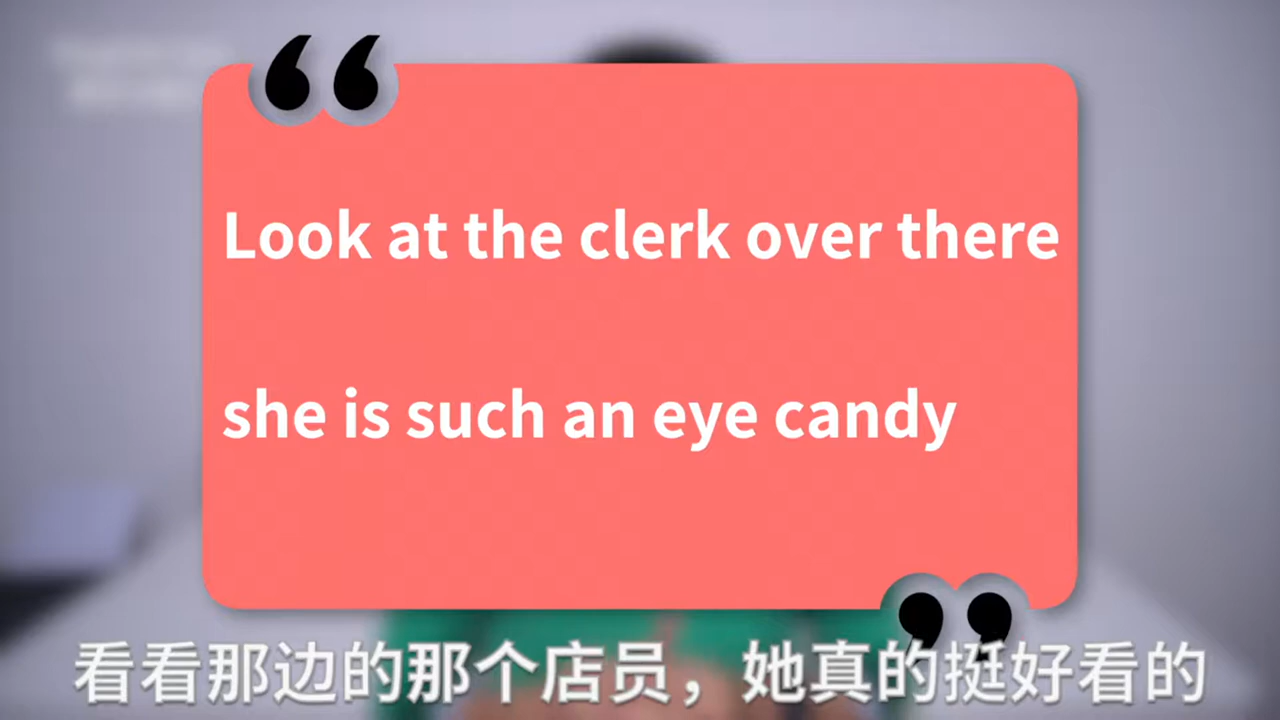 Look at the clerk over there
she is such an eye candy
看看那边的那个店员，她真的挺好看的